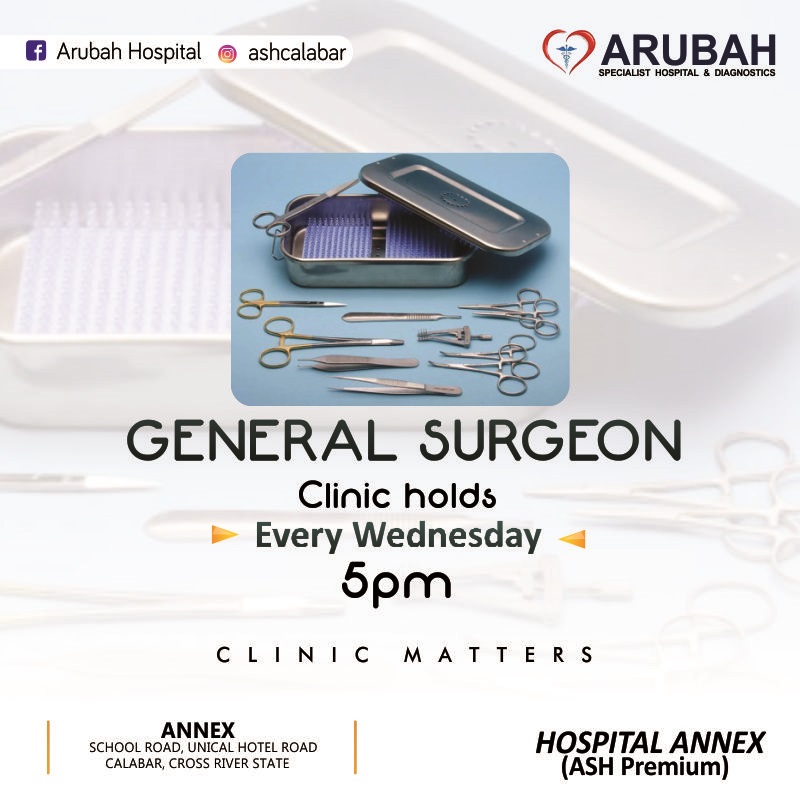 Arubah Hospital ashcalabar
ARUBAH
SPECIALIST HOSPITAL & DIAGNOSTICS
GENERAL SURGEON
Clinic holds
Every Wednesday
5pm
CLINIC MATTERS
ANNEX
SCHOOL ROAD, UNICAL HOTEL ROAD
CALABAR, CROSS RIVER STATE
HOSPITAL ANNEX
(ASH Premium)